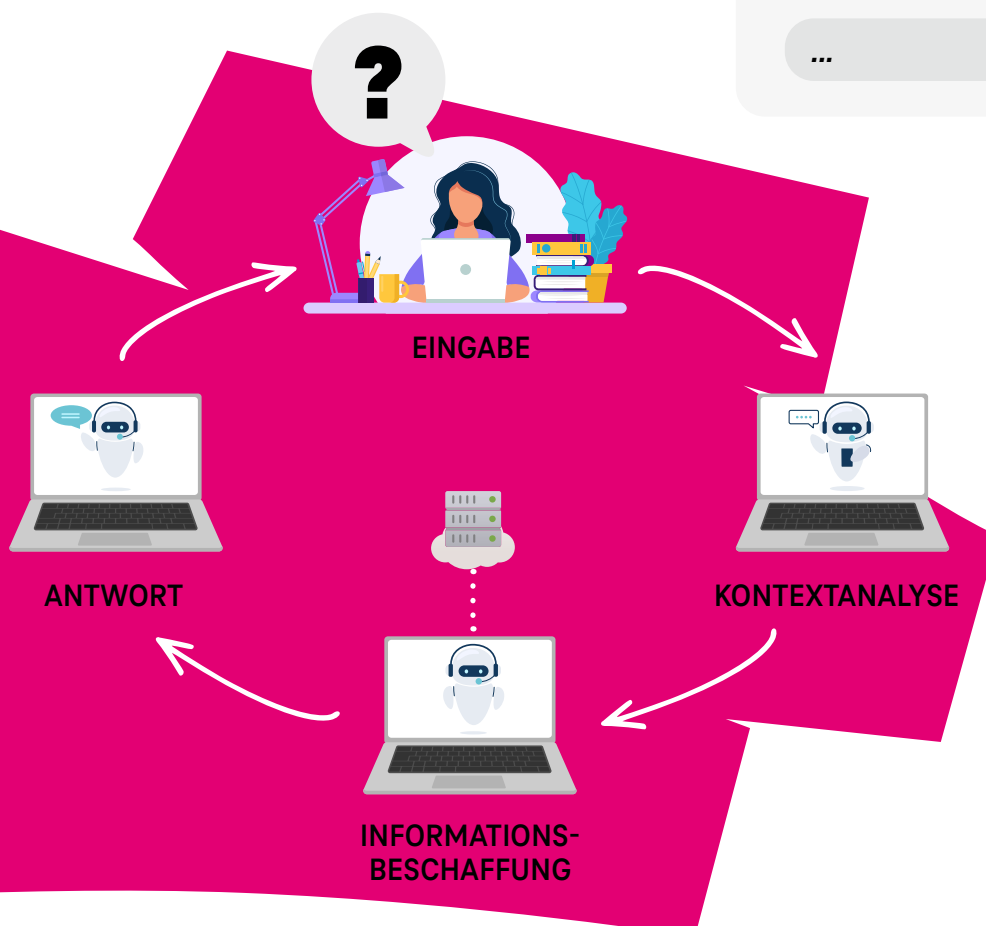 ...
?
EINGABE
ANTWORT
KONTEXTANALYSE
INFORMATIONS-
BESCHAFFUNG